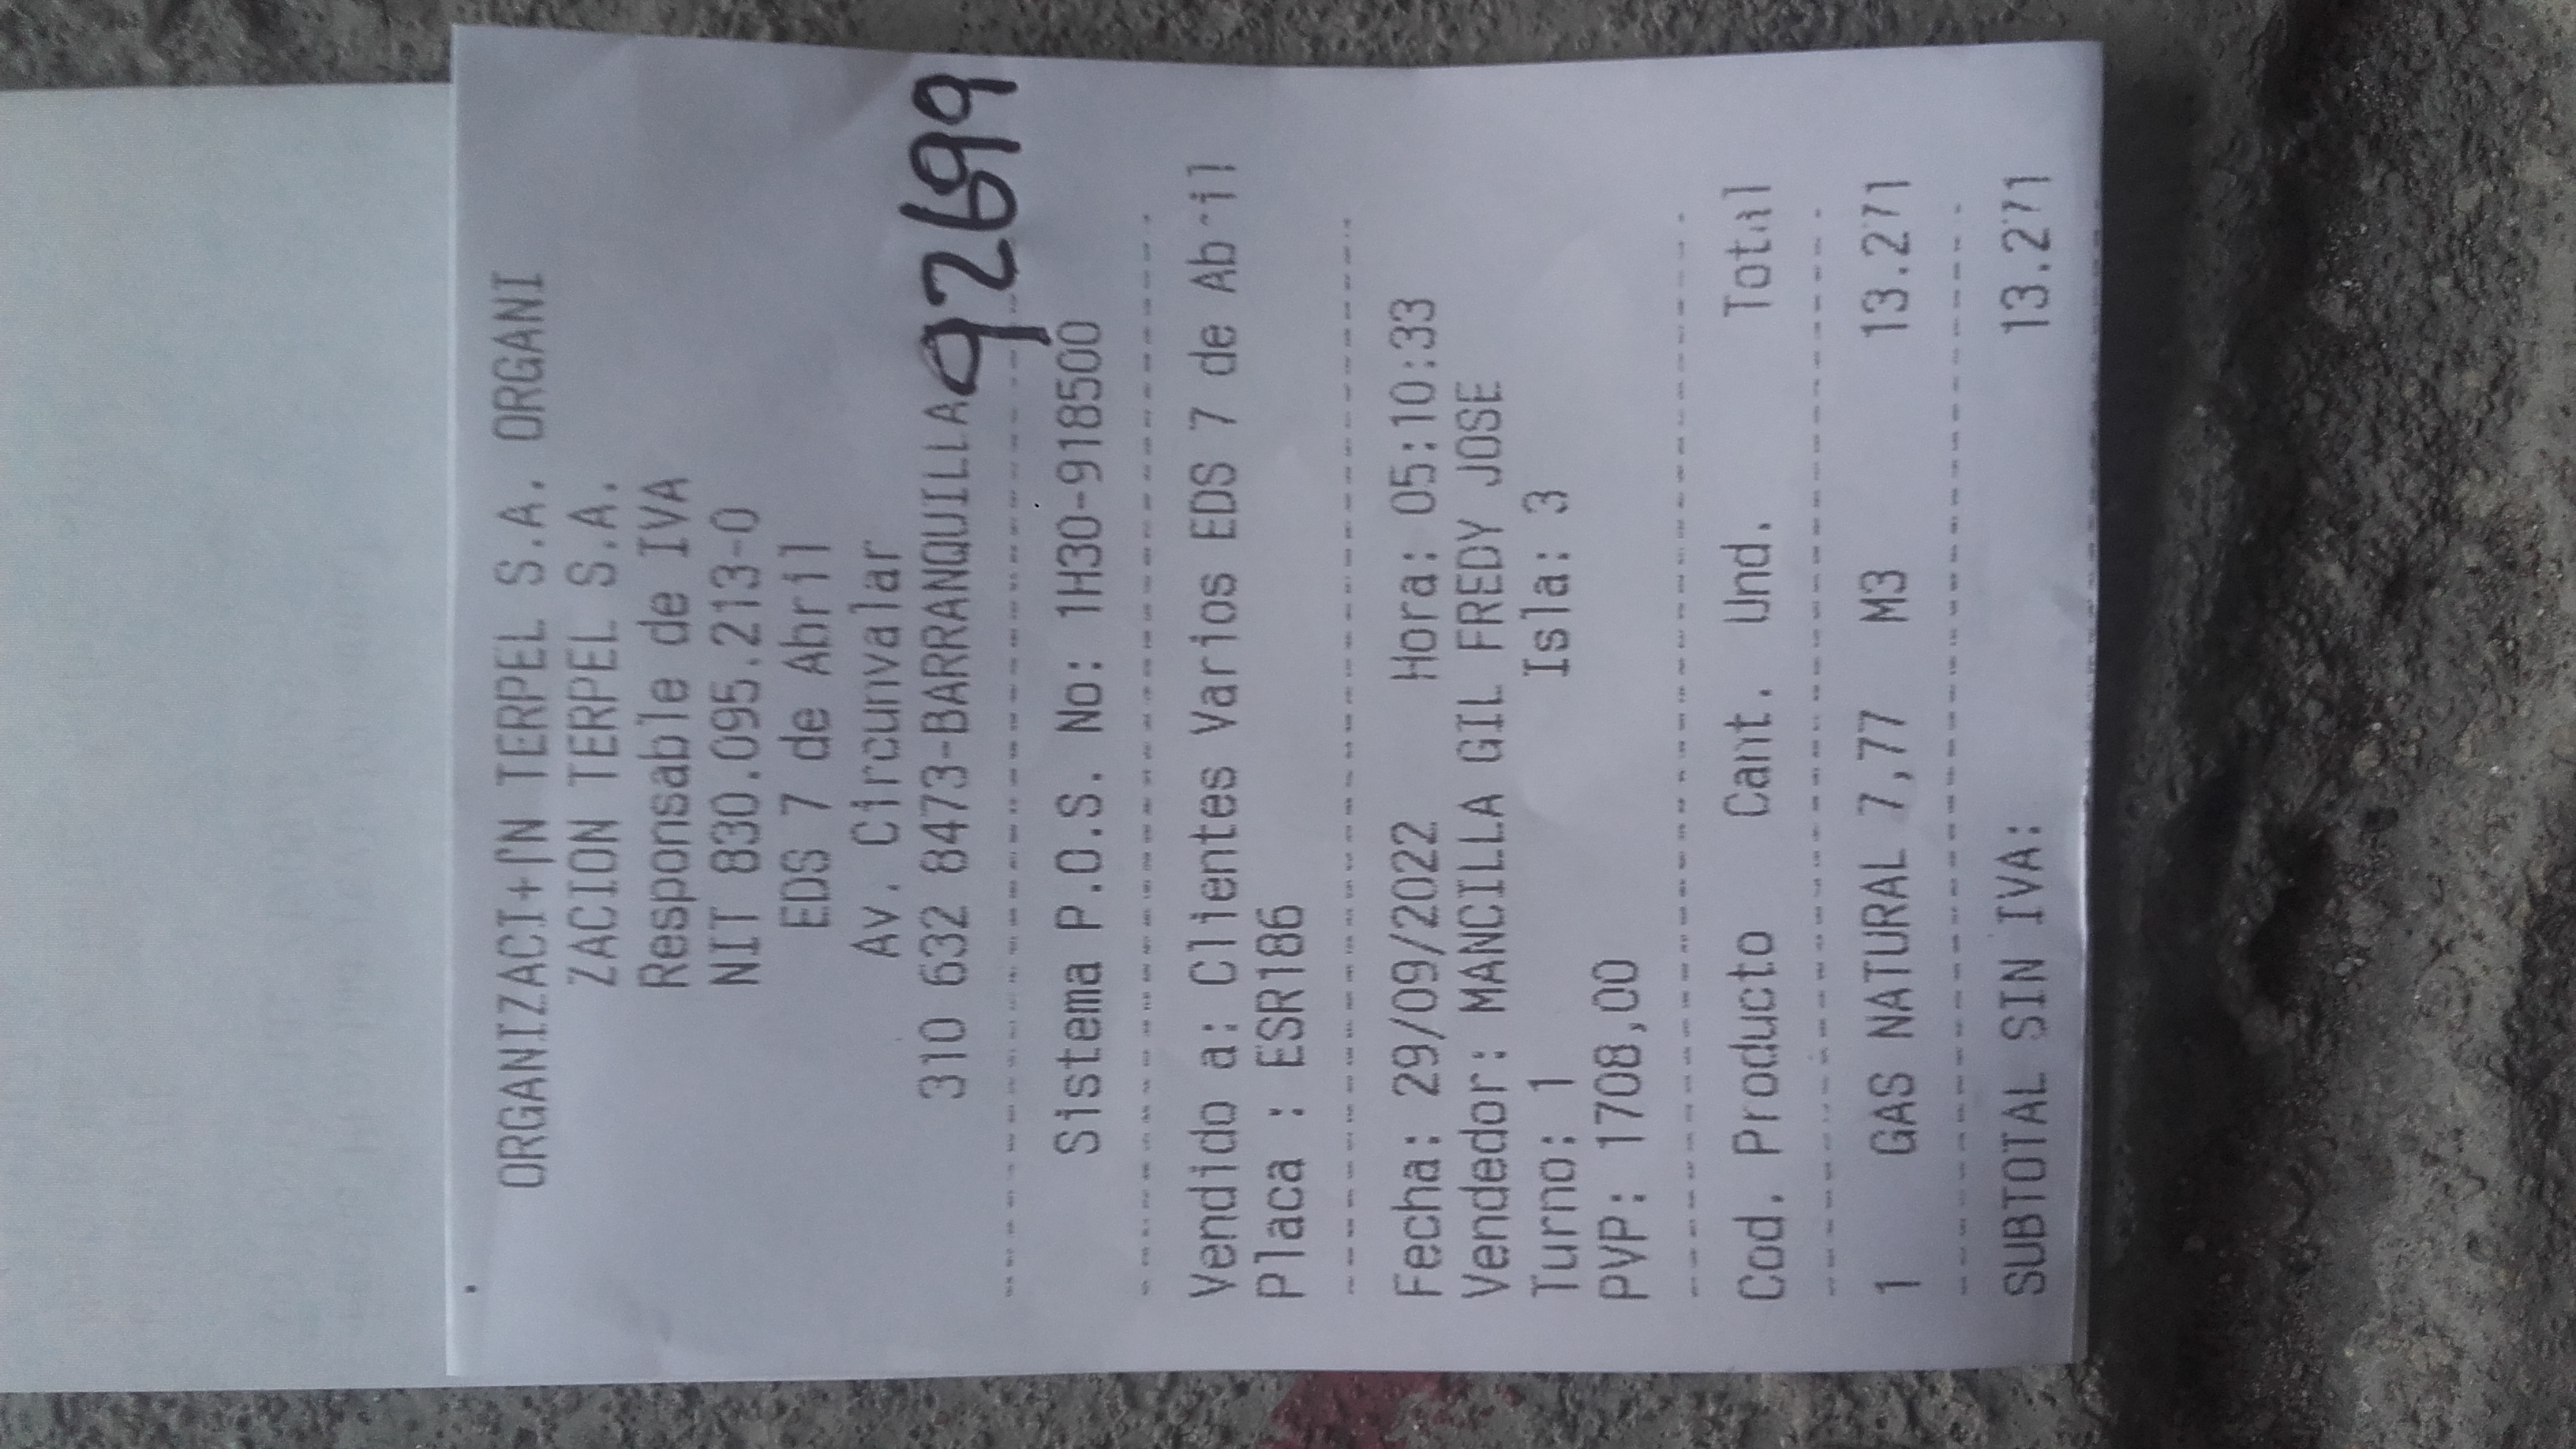 ORGANIZACI+|N TERPEL S.A. ORGANI
ZACION TERPEL S.A.
Responsable de IVA
NIT 830.095.213-0
EDS 7 de Abril
Av. Circunvalar
310 632 8473-BARRANQUILLA
92699
Sistema P.O.S. No: 1H30-918500
Vendido a: Clientes Varios EDS 7 de Abril
Placa : ESR186
Fecha: 29/09/2022 Hora: 05:10:33
Vendedor: MANCILLA GIL FREDY JOSE
Turno: 1 Isla: 3
PVP: 1708,00
Cod. Producto Cant. Und. Total
1 GAS NATURAL 7,77 M3 13.271
SUBTOTAL SIN IVA: 13.271